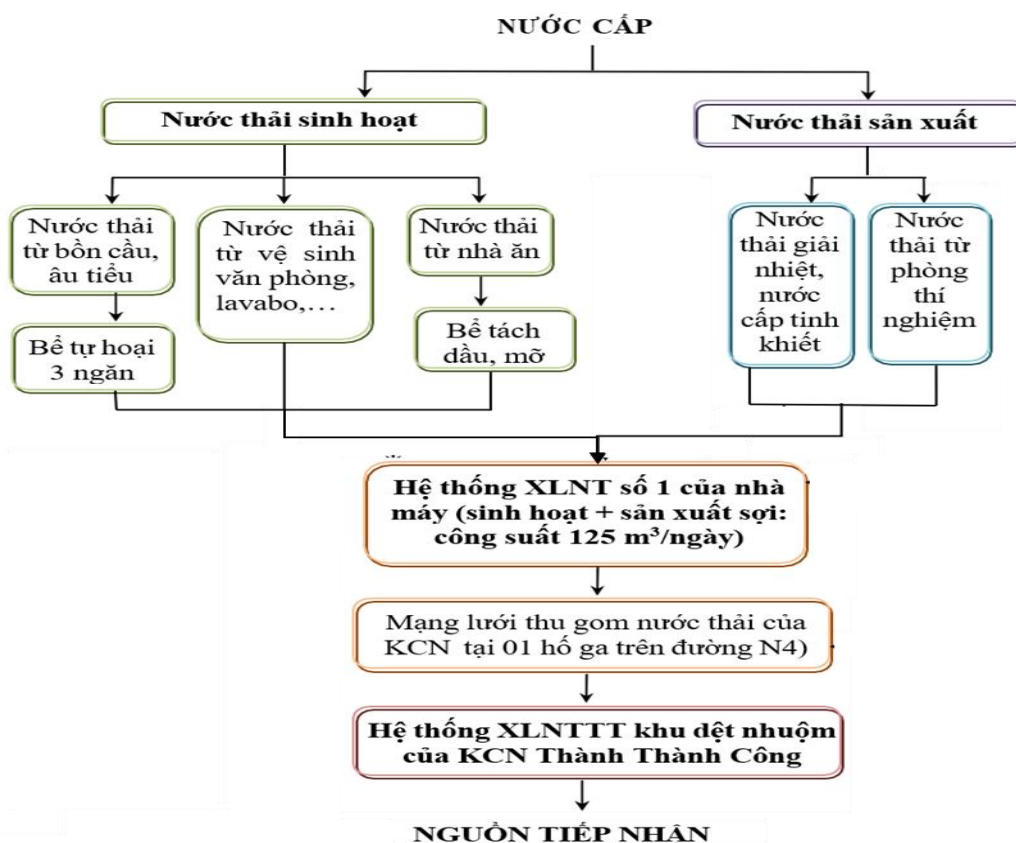 NƯỚC CẤP
Nước thải sinh hoạt
Nước thải sản xuất
Nước thải
từ bồn cầu,
âu tiểu
Nước thải
từ vệ sinh
văn phòng,
lavabo,…
Nước thải
từ nhà ăn
Nước
thải giải
nhiệt,
nước
cấp tinh
khiết
Nước
thải từ
phòng
thí
nghiệm
Bể tự hoại
3 ngăn
Bể tách
dầu, mỡ
Hệ thống XLNT số 1 của nhà
máy (sinh hoạt + sản xuất sợi:
công suất 125 m³/ngày)
Mạng lưới thu gom nước thải của
KCN tại 01 hố ga trên đường N4)
Hệ thống XLNTTT khu dệt nhuộm
của KCN Thành Thành Công
NGUỒN TIẾP NHẬN